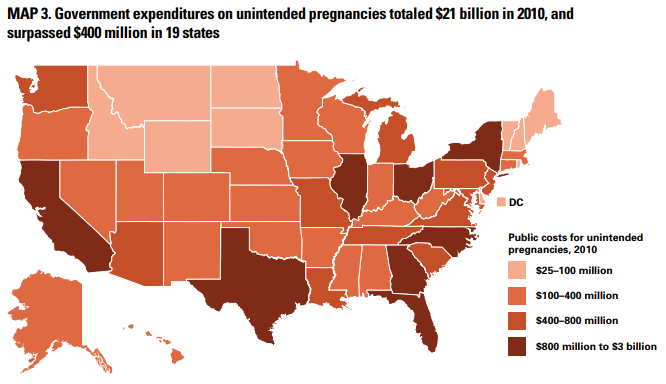 MAP 3. Government expenditures on unintended pregnancies totaled $21 billion in 2010, and
surpassed $400 million in 19 states
DC
Public costs for unintended
pregnancies, 2010
$25–100 million
$100–400 million
$400–800 million
$800 million to $3 billion